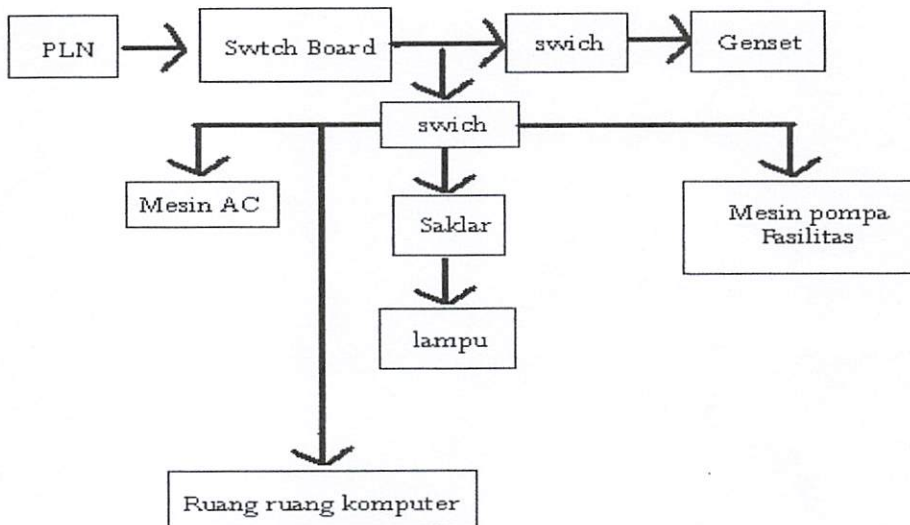 PLN
Swtch Board
swich
Genset
swich
Mesin AC
Saklar
Mesin pompa
Fasilitas
lampu
Ruang ruang komputer